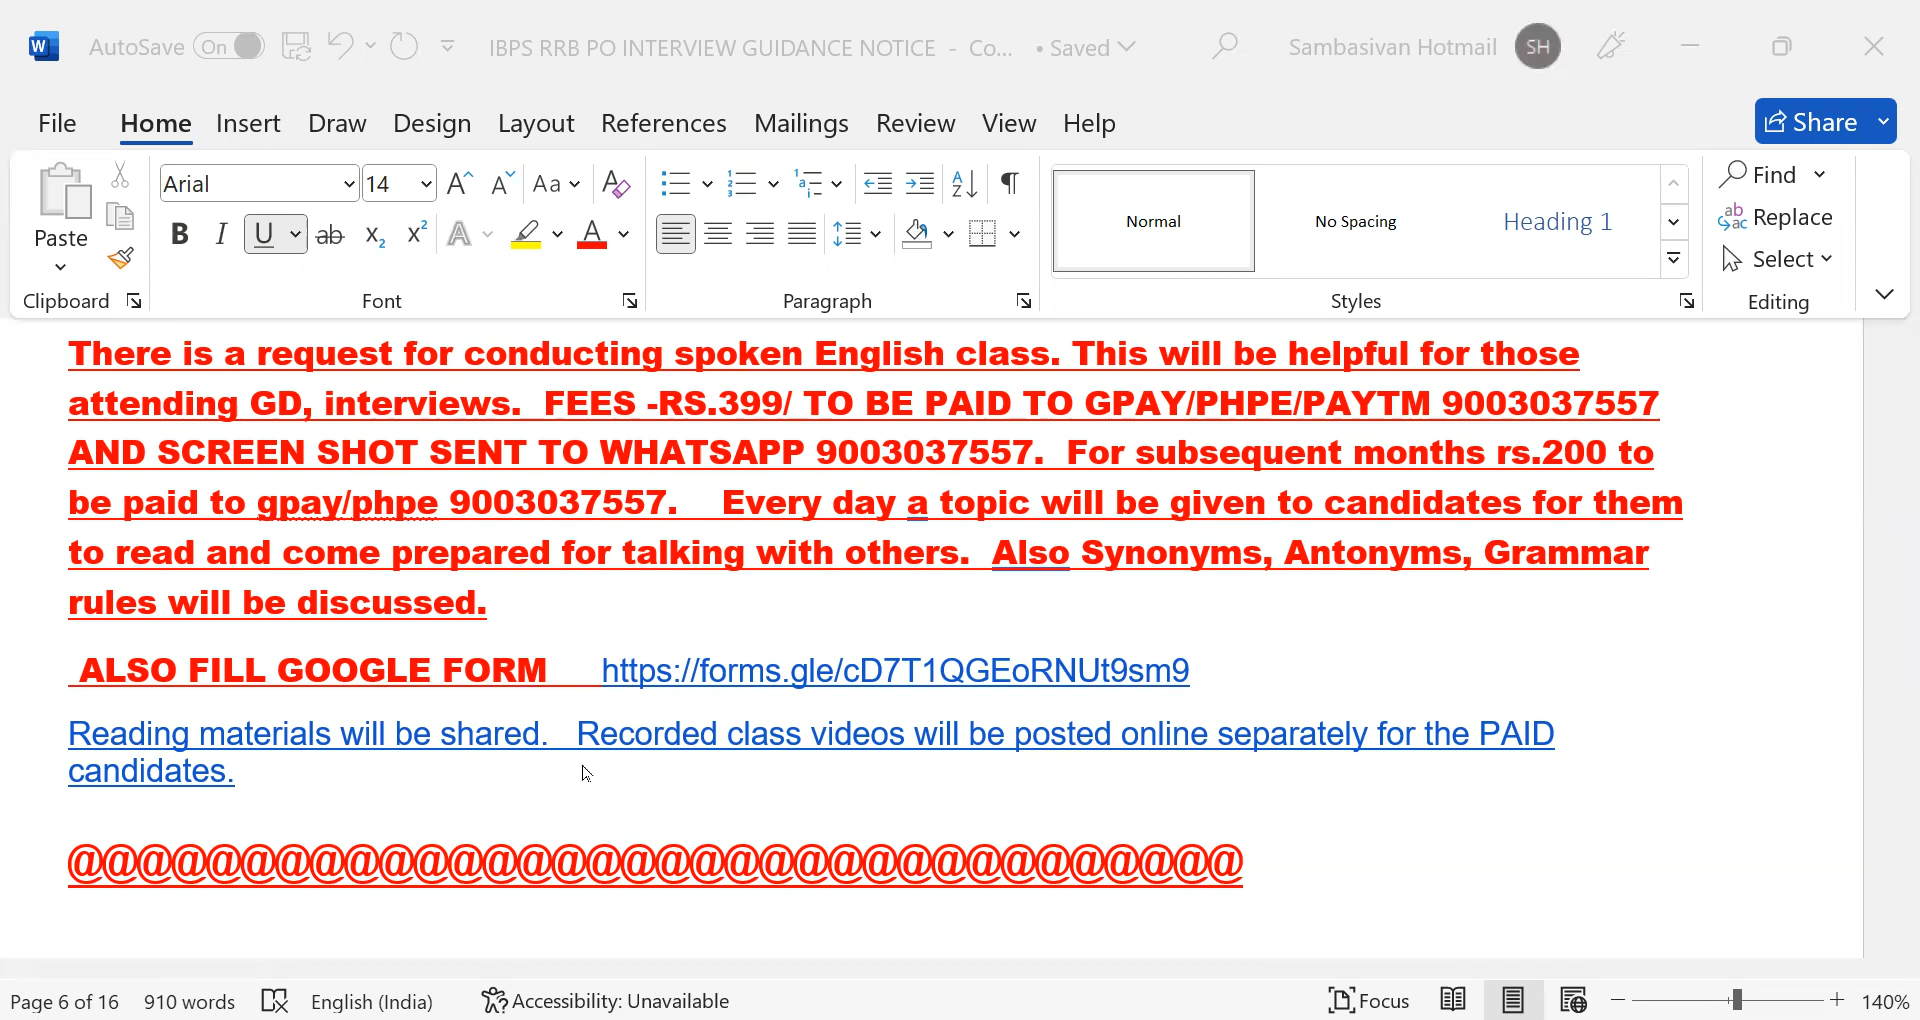 AutoSave On IBPS RRB PO INTERVIEW GUIDANCE NOTICE - Co... • Saved Sambasivan Hotmail SH
File Home Insert Draw Design Layout References Mailings Review View Help Share
Arial 14 Aa Find
Paste B I U ab x₂ x² A A Normal No Spacing Heading 1 Replace
Select
Clipboard Font Paragraph Styles Editing
There is a request for conducting spoken English class. This will be helpful for those
attending GD, interviews. FEES -RS.399/ TO BE PAID TO GPAY/PHPE/PAYTM 9003037557
AND SCREEN SHOT SENT TO WHATSAPP 9003037557. For subsequent months rs.200 to
be paid to gpay/phpe 9003037557. Every day a topic will be given to candidates for them
to read and come prepared for talking with others. Also Synonyms, Antonyms, Grammar
rules will be discussed.
ALSO FILL GOOGLE FORM https://forms.gle/cD7T1QGEoRNUt9sm9
Reading materials will be shared. Recorded class videos will be posted online separately for the PAID
candidates.
@@@@@@@@@@@@@@@@@@@@@@@@@@@@@@@@@@
Page 6 of 16 910 words English (India) Accessibility: Unavailable Focus 140%